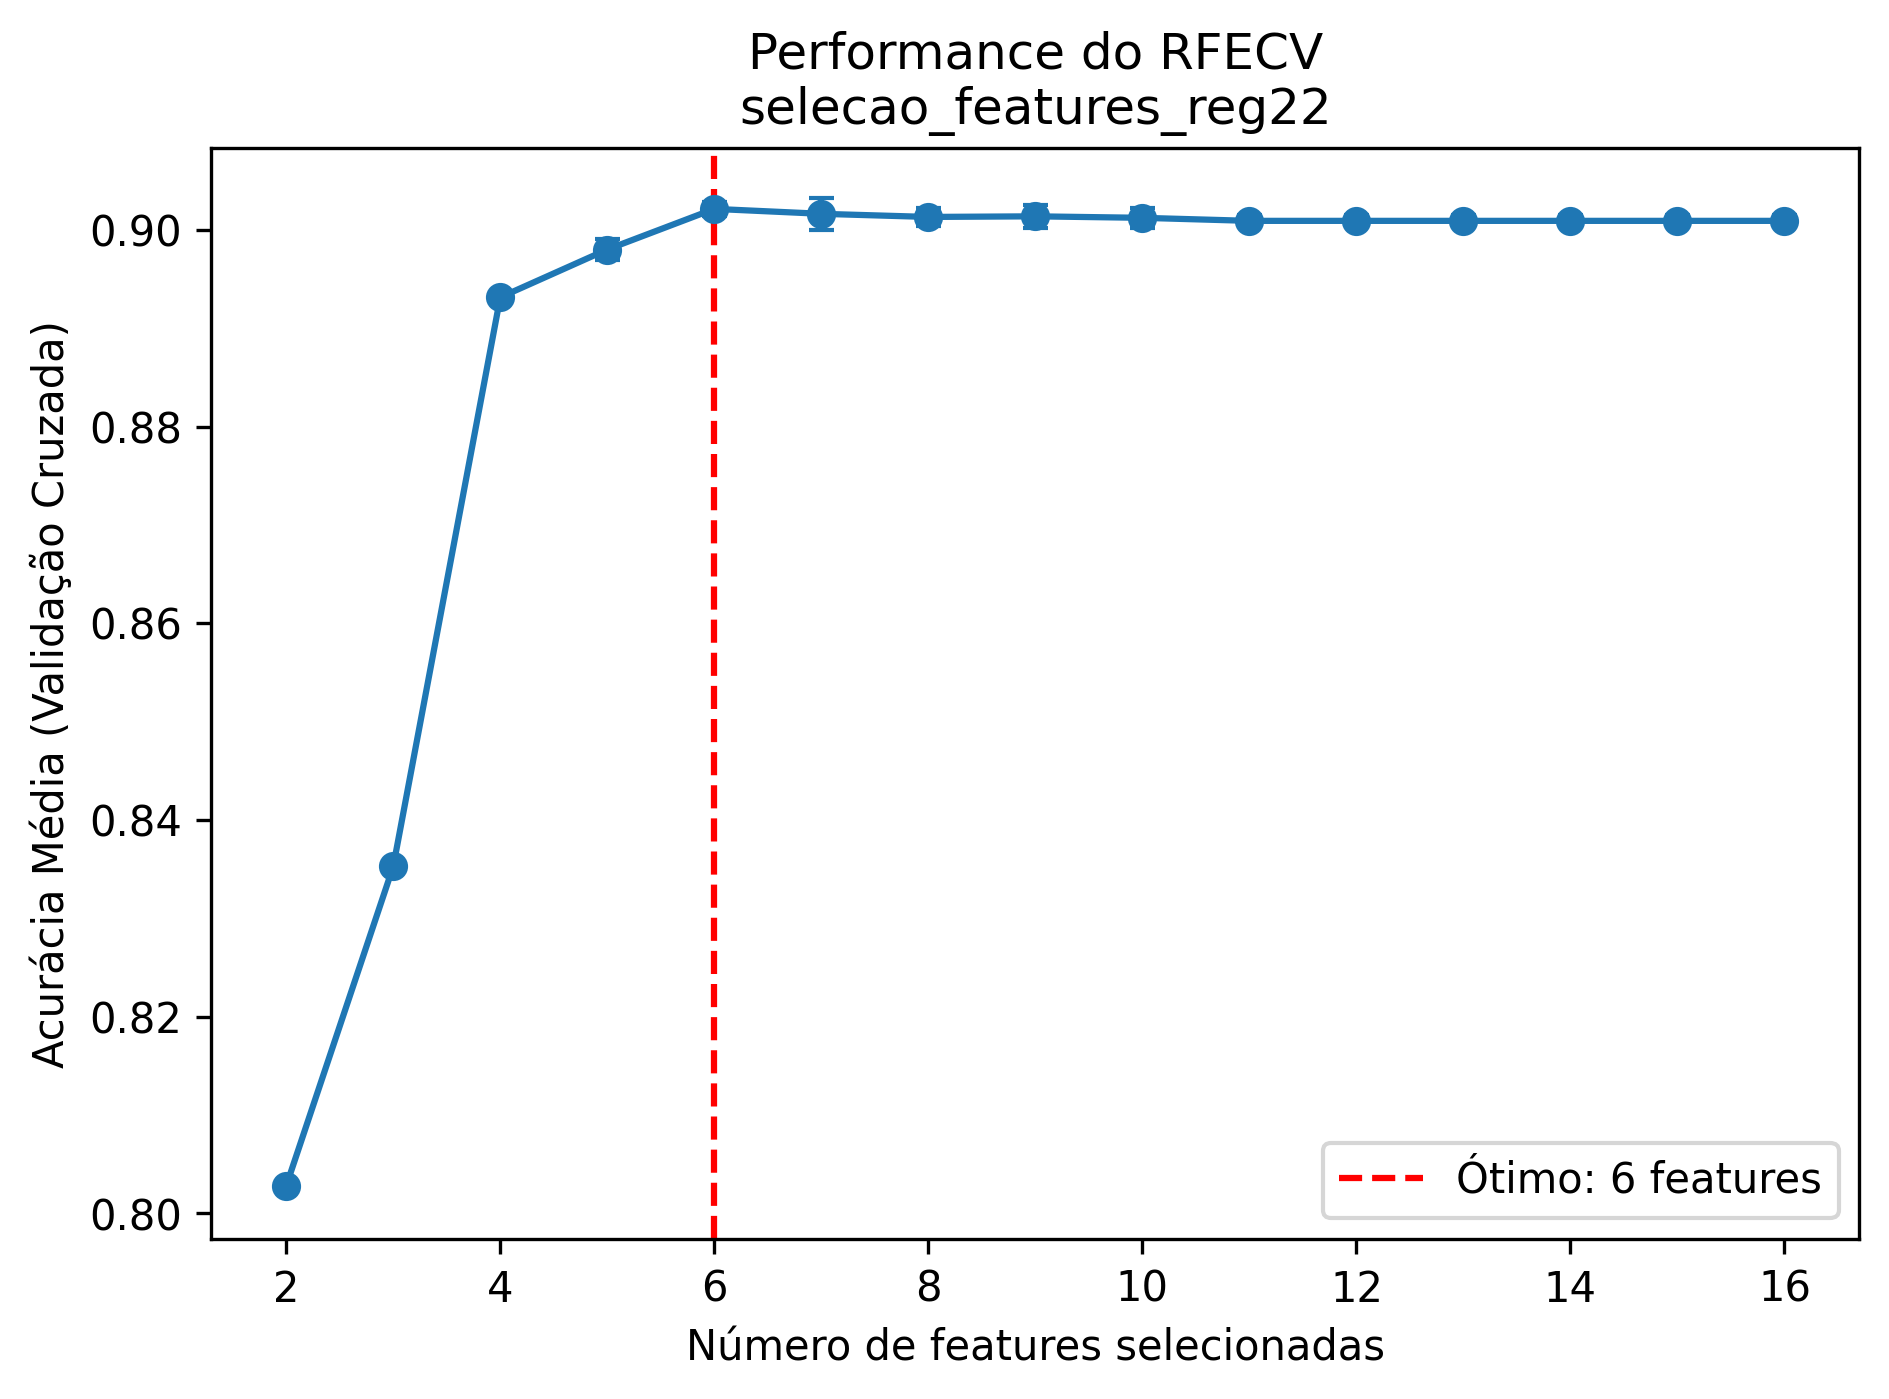 Performance do RFECV
selecao_features_reg22
Acurácia Média (Validação Cruzada)
0.90
0.88
0.86
0.84
0.82
0.80
Ótimo: 6 features
2 4 6 8 10 12 14 16
Número de features selecionadas